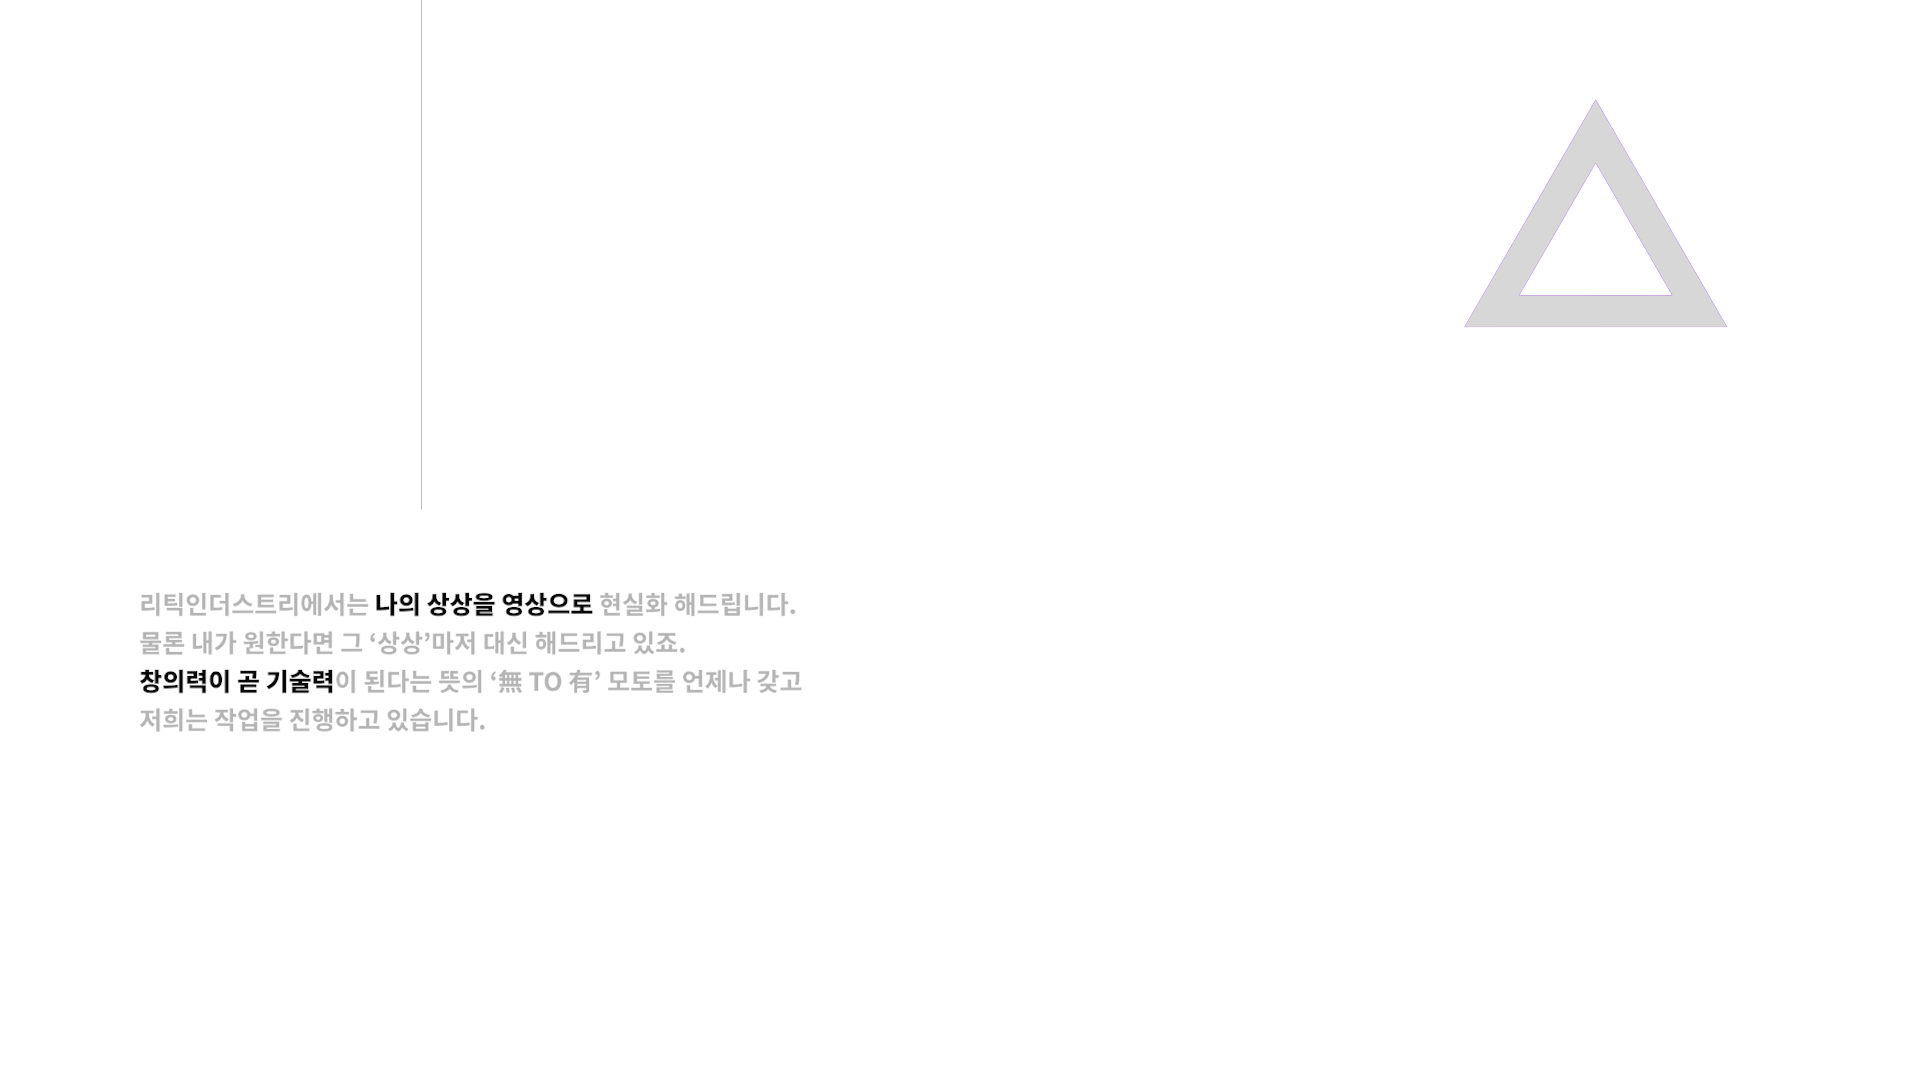 리틱인더스트리에서는 나의 상상을 영상으로 현실화 해드립니다.
물론 내가 원한다면 그 ‘상상’마저 대신 해드리고 있죠.
창의력이 곧 기술력이 된다는 뜻의 ‘無 TO 有’ 모토를 언제나 갖고
저희는 작업을 진행하고 있습니다.